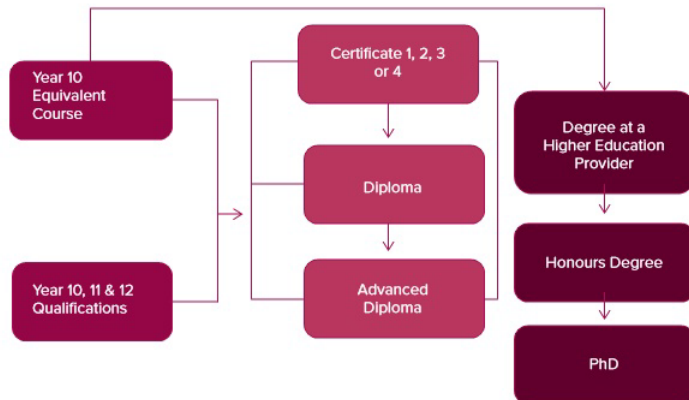 Year 10
Equivalent
Course
Year 10, 11 & 12
Qualifications
Certificate 1, 2, 3
or 4
Diploma
Advanced
Diploma
Degree at a
Higher Education
Provider
Honours Degree
PhD